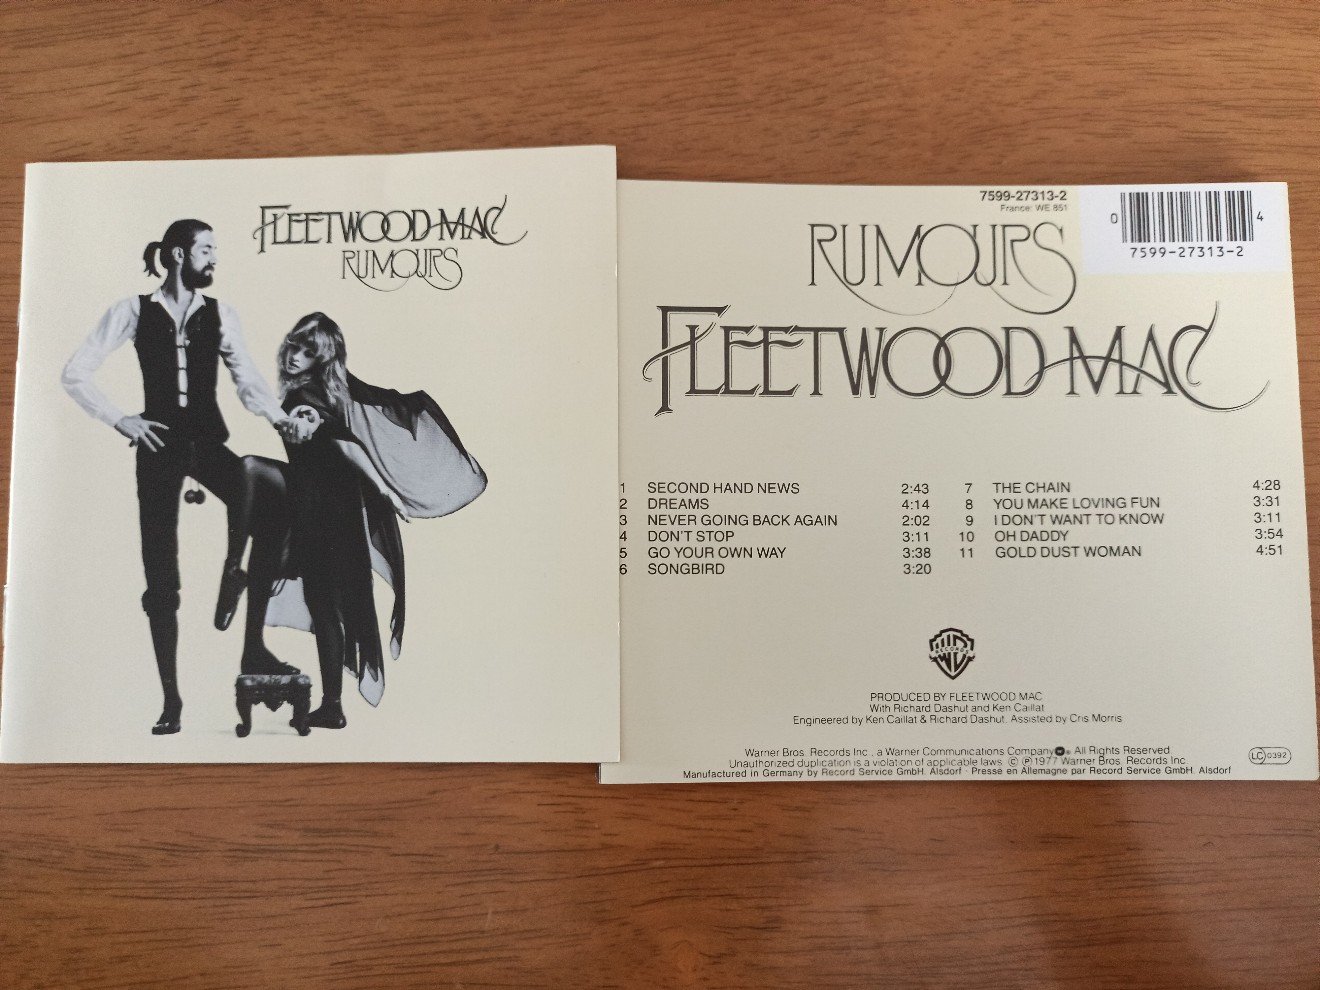 FLEETWOOD MAC
RUMOURS
7599-27313-2
France: WE 851
0 4
7599-27313-2
RUMOURS
FLEETWOOD MAC
1 SECOND HAND NEWS 2:43
2 DREAMS 4:14
3 NEVER GOING BACK AGAIN 2:02
4 DON'T STOP 3:11
5 GO YOUR OWN WAY 3:38
6 SONGBIRD 3:20
7 THE CHAIN 4:28
8 YOU MAKE LOVING FUN 3:31
9 I DON'T WANT TO KNOW 3:11
10 OH DADDY 3:54
11 GOLD DUST WOMAN 4:51
WB
RECORDS
PRODUCED BY FLEETWOOD MAC
With Richard Dashut and Ken Caillat
Engineered by Ken Caillat & Richard Dashut. Assisted by Cris Morris
Warner Bros. Records Inc., a Warner Communications Company. All Rights Reserved.
Unauthorized duplication is a violation of applicable laws. © ℗ 1977 Warner Bros. Records Inc.
Manufactured in Germany by Record Service GmbH, Alsdorf · Presse en Allemagne par Record Service GmbH, Alsdorf
LC 0392